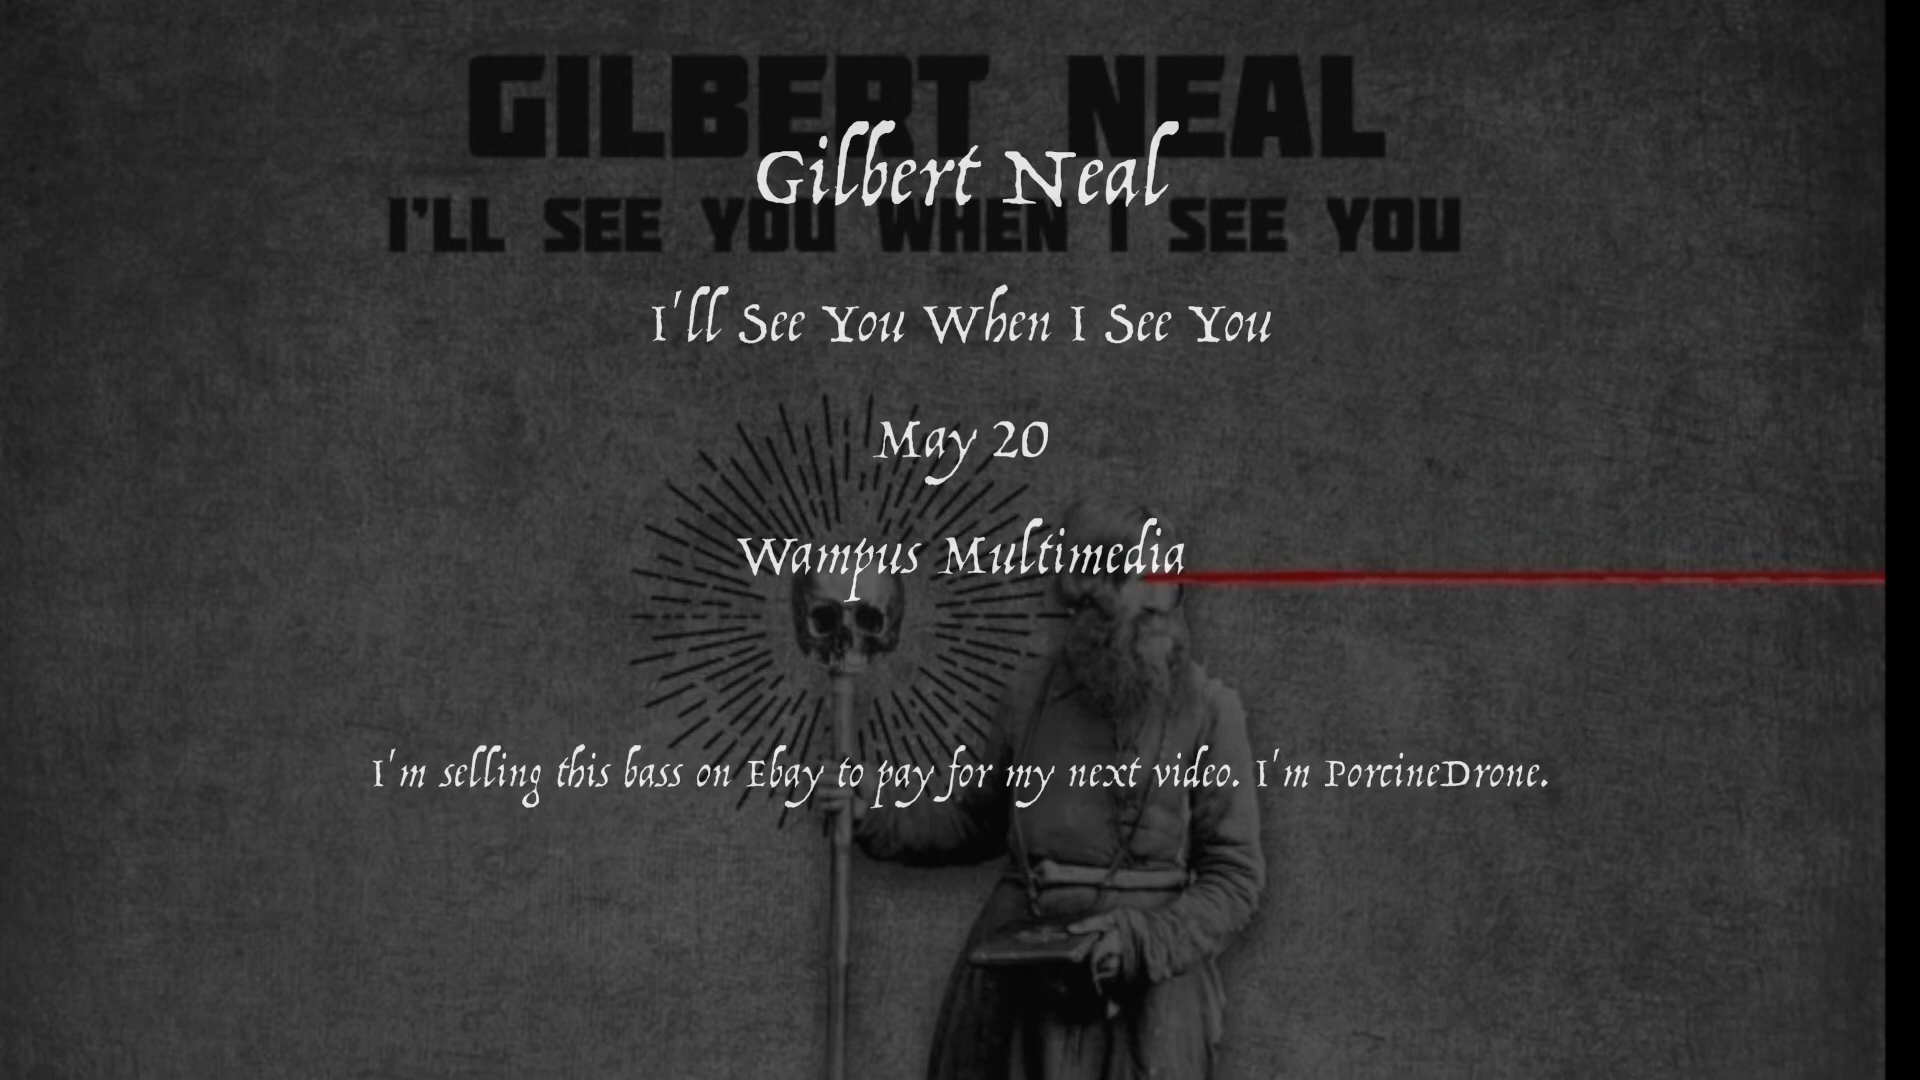 GILBERT NEAL
Gilbert Neal
I'LL SEE YOU WHEN I SEE YOU
I'll See You When I See You
May 20
Wampus Multimedia
I'm selling this bass on Ebay to pay for my next video. I'm PorcineDrone.